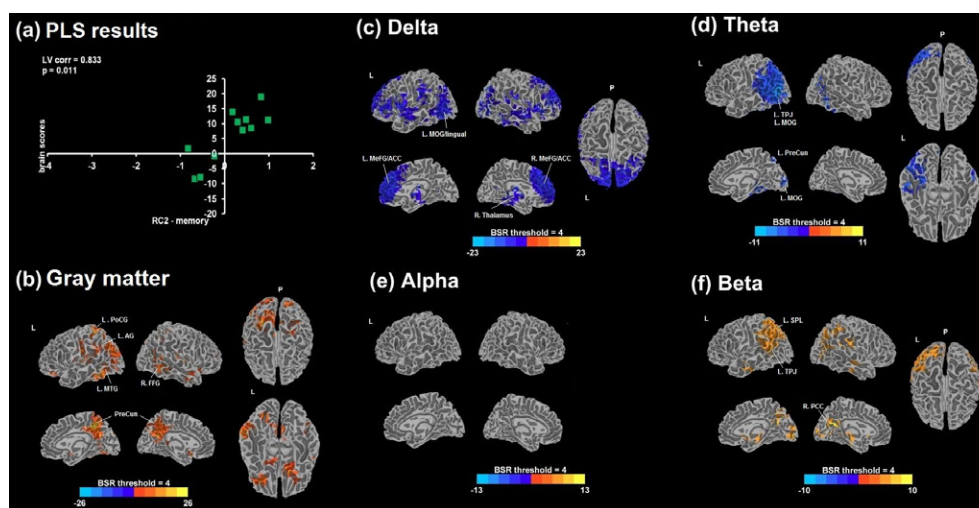 (a) PLS results
LV corr = 0.833
p = 0.011
25
20
15
10
5
0
-5
-10
-15
-20
-4 -3 -2 -1 0 1 2
brain scores
RC2 - memory
(b) Gray matter
L
L. PoCG
L. AG
R. FFG
L. MTG
PreCun
P
L
BSR threshold = 4
-26 26
(c) Delta
L
L. MOG/lingual
P
L. MeFG/ACC
R. MeFG/ACC
R. Thalamus
L
BSR threshold = 4
-23 23
(d) Theta
L
L. TPJ
L. MOG
P
L. PreCun
L. MOG
L
BSR threshold = 4
-11 11
(e) Alpha
L
BSR threshold = 4
-13 13
(f) Beta
L
L. SPL
L. TPJ
P
L
R. PCC
BSR threshold = 4
-10 10